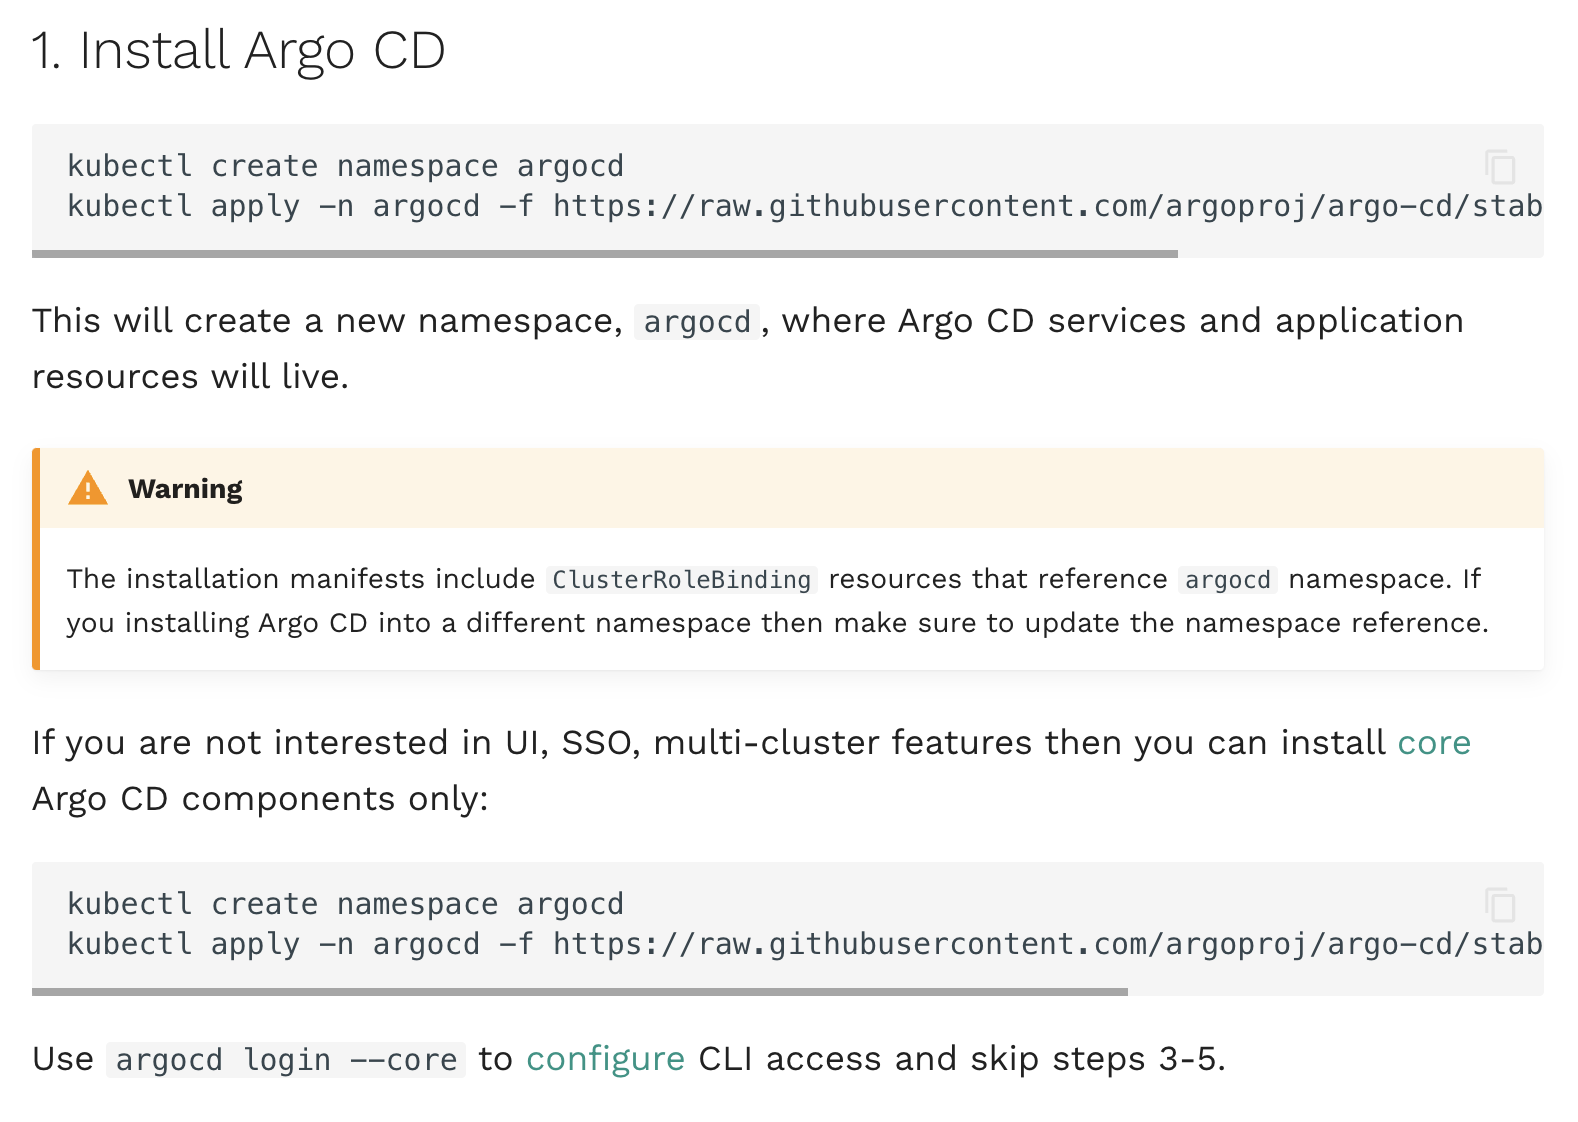 1. Install Argo CD
kubectl create namespace argocd
kubectl apply -n argocd -f https://raw.githubusercontent.com/argoproj/argo-cd/stab
This will create a new namespace, argocd, where Argo CD services and application
resources will live.
Warning
The installation manifests include ClusterRoleBinding resources that reference argocd namespace. If
you installing Argo CD into a different namespace then make sure to update the namespace reference.
If you are not interested in UI, SSO, multi-cluster features then you can install core
Argo CD components only:
kubectl create namespace argocd
kubectl apply -n argocd -f https://raw.githubusercontent.com/argoproj/argo-cd/stab
Use argocd login --core to configure CLI access and skip steps 3-5.